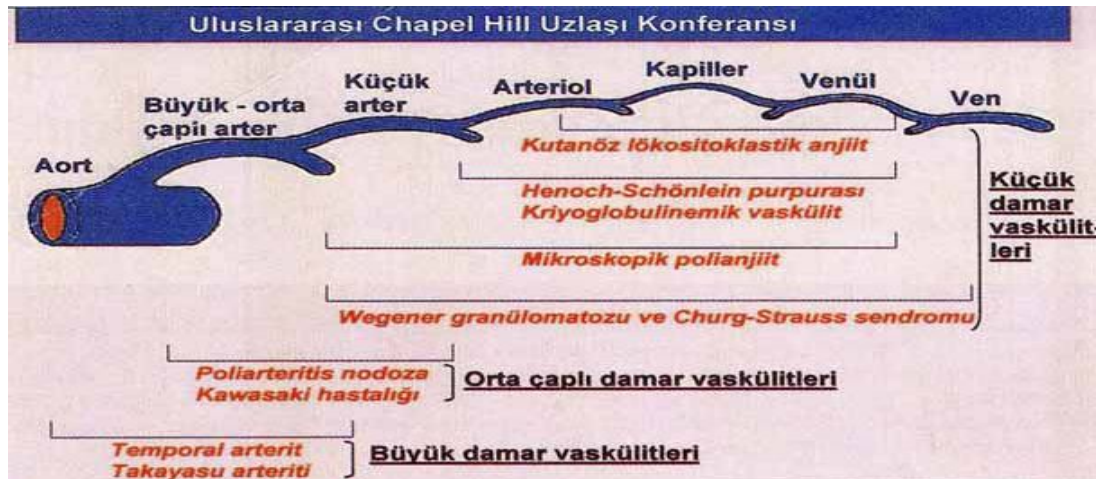 Uluslararası Chapel Hill Uzlaşı Konferansı
Aort
Büyük - orta
çaplı arter
Küçük
arter
Arteriol
Kapiller
Venül
Ven
Kutanöz lökositoklastik anjiit
Henoch-Schönlein purpurası
Kriyoglobulinemik vaskülit
Mikroskopik polianjiit
Wegener granülomatozu ve Churg-Strauss sendromu
Küçük
damar
vaskülit-
leri
Poliarteritis nodoza
Kawasaki hastalığı
Orta çaplı damar vaskülitleri
Temporal arterit
Takayasu arteriti
Büyük damar vaskülitleri